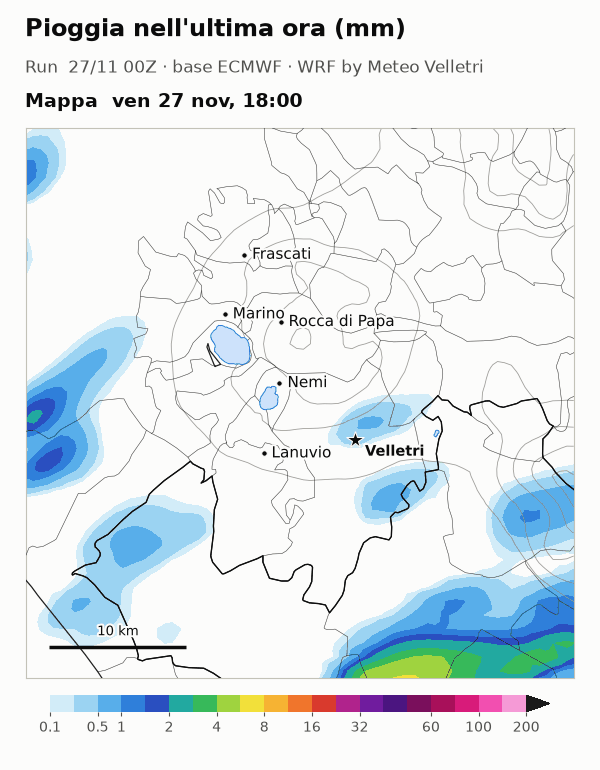 Pioggia nell'ultima ora (mm)
Run  27/11 00Z · base ECMWF · WRF by Meteo Velletri
Mappa  ven 27 nov, 18:00
Frascati
Marino
Rocca di Papa
Nemi
Velletri
Lanuvio
10 km
0.1 0.5 1 2 4 8 16 32 60 100 200